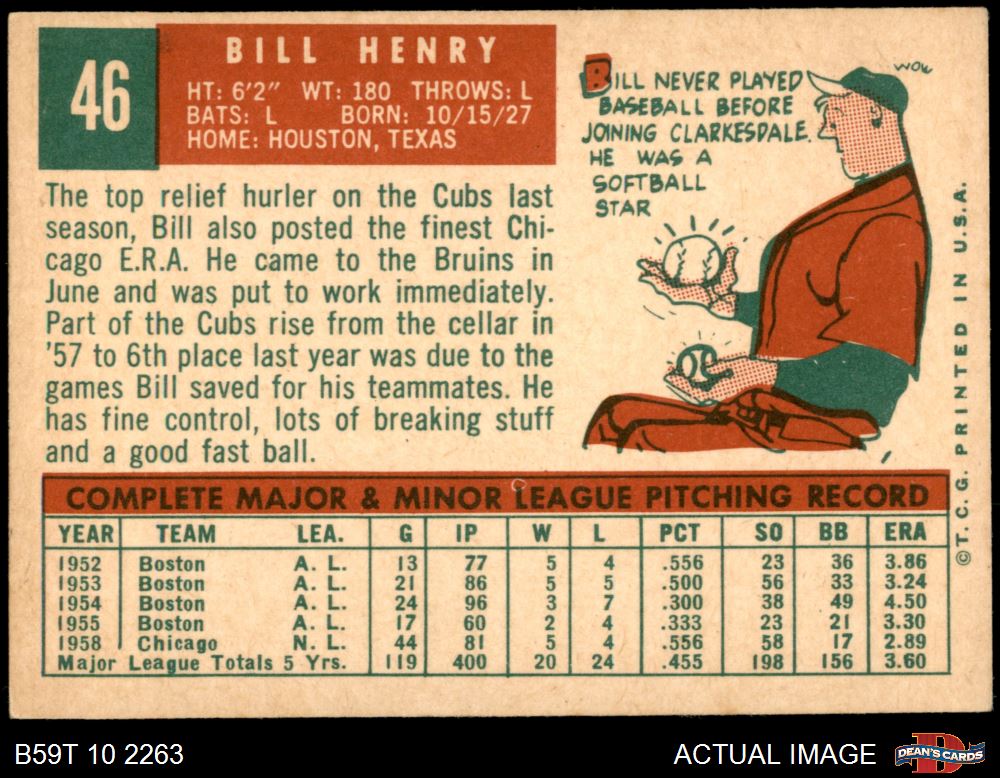 46
BILL HENRY
HT: 6'2" WT: 180 THROWS: L
BATS: L BORN: 10/15/27
HOME: HOUSTON, TEXAS
The top relief hurler on the Cubs last
season, Bill also posted the finest Chi-
cago E.R.A. He came to the Bruins in
June and was put to work immediately.
Part of the Cubs rise from the cellar in
'57 to 6th place last year was due to the
games Bill saved for his teammates. He
has fine control, lots of breaking stuff
and a good fast ball.
BILL NEVER PLAYED
BASEBALL BEFORE
JOINING CLARKESDALE.
HE WAS A
SOFTBALL
STAR
WOW
©T.C.G. PRINTED IN U.S.A.
COMPLETE MAJOR & MINOR LEAGUE PITCHING RECORD
YEAR TEAM LEA. G IP W L PCT SO BB ERA
1952 Boston A. L. 13 77 5 4 .556 23 36 3.86
1953 Boston A. L. 21 86 5 5 .500 56 33 3.24
1954 Boston A. L. 24 96 3 7 .300 38 49 4.50
1955 Boston A. L. 17 60 2 4 .333 23 21 3.30
1958 Chicago N. L. 44 81 5 4 .556 58 17 2.89
Major League Totals 5 Yrs. 119 400 20 24 .455 198 156 3.60
B59T 10 2263
ACTUAL IMAGE
DEAN'S CARDS